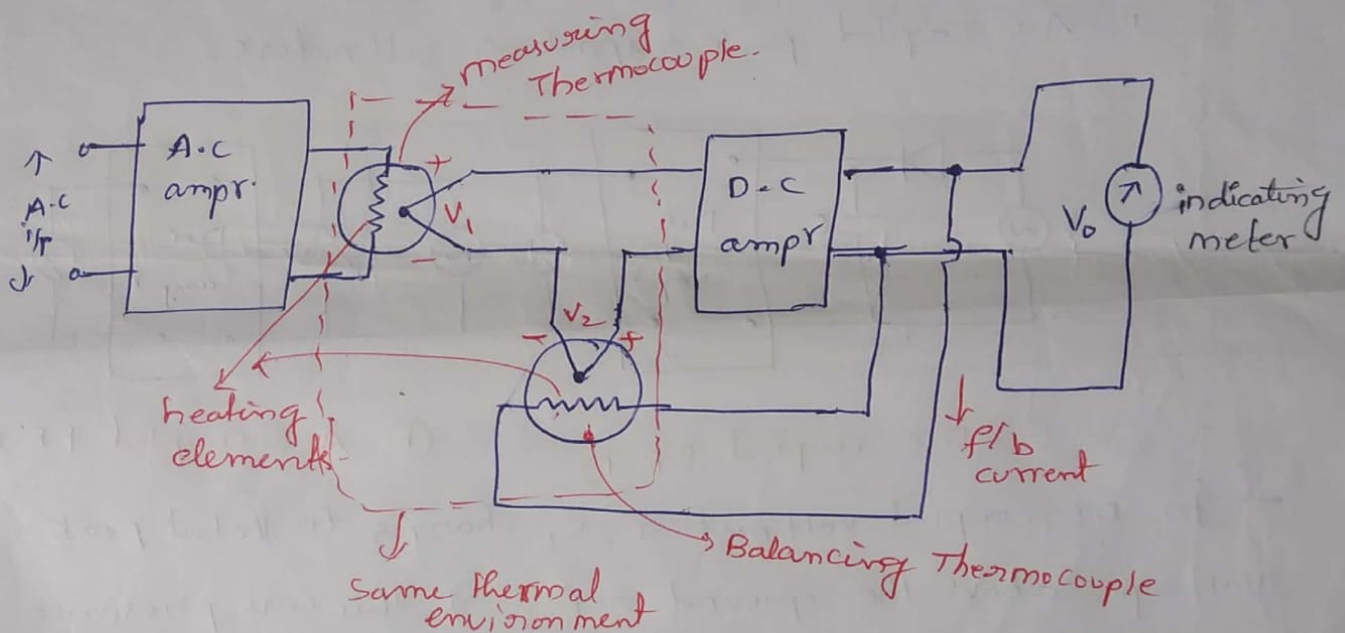 measuring
Thermocouple.
A.C
i/p
A.C
ampr.
+
V1
-
D-C
ampr
V0
indicating
meter
V2
-
+
heating
elements
f/b
current
Balancing Thermocouple
Same thermal
environment